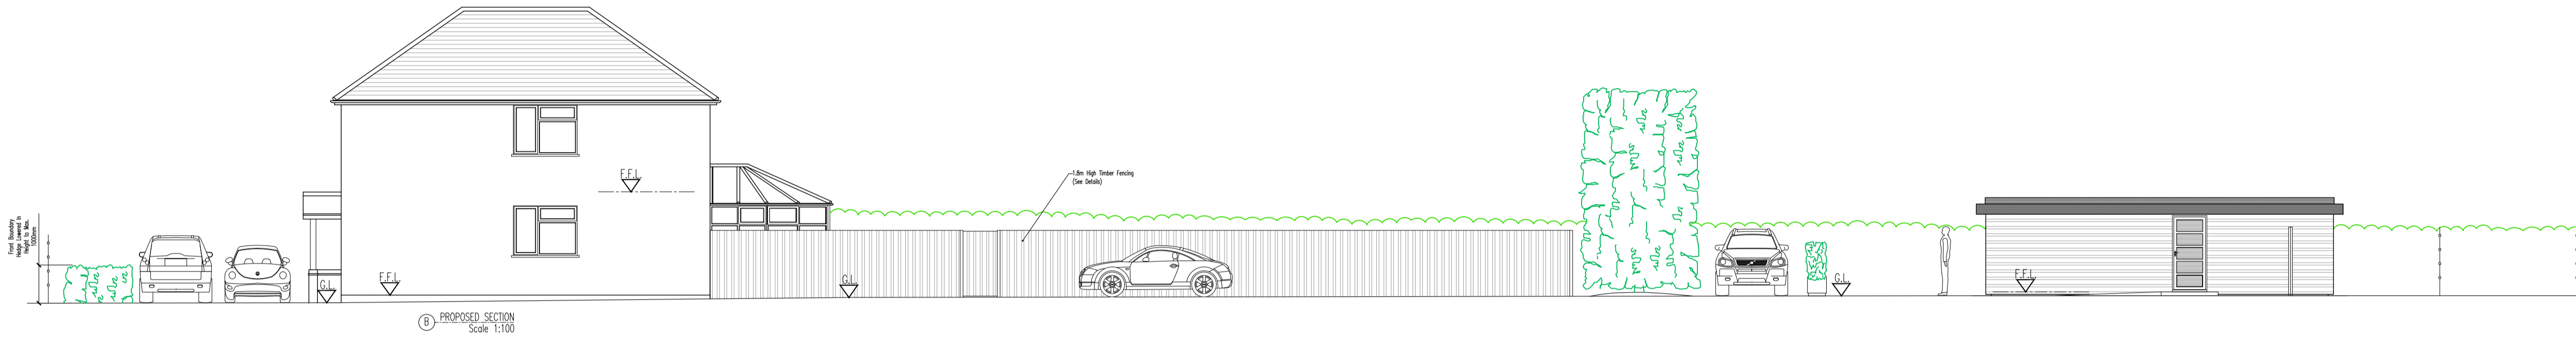 Front Boundary
Hedge Lowered In
Height to Max.
1000mm
G.L.
F.F.L.
F.F.L.
G.L.
1.8m High Timber Fencing
(See Details)
G.L.
F.F.L.
B PROPOSED SECTION
Scale 1:100